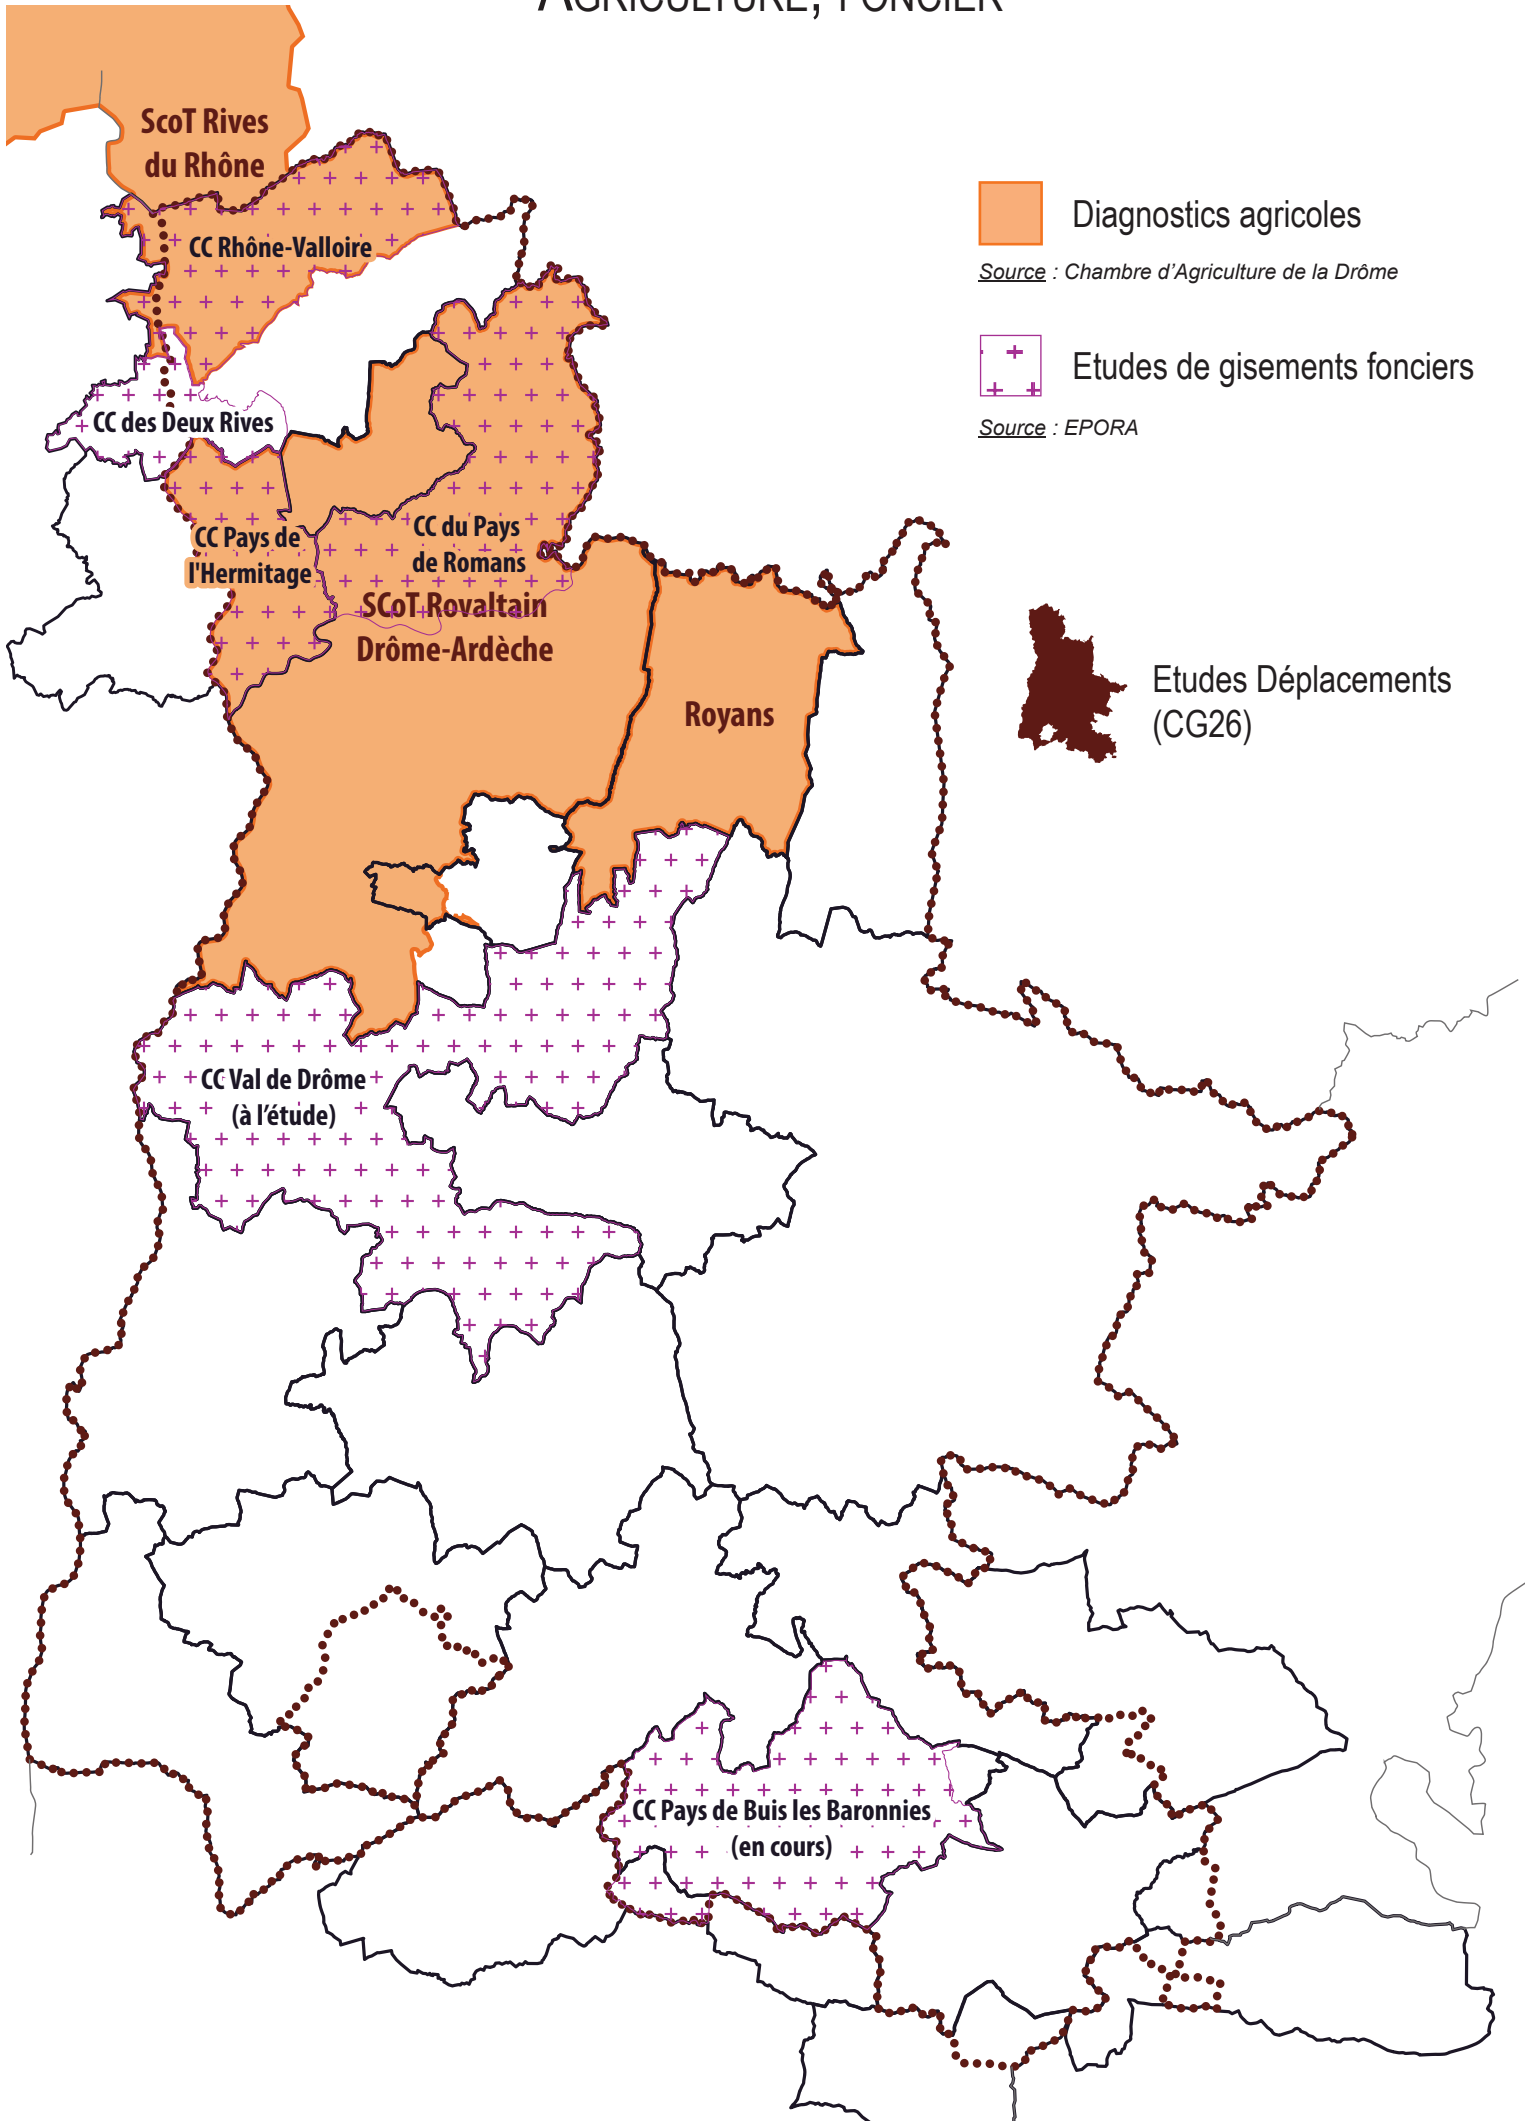 AGRICULTURE, FONCIER
ScoT Rives
du Rhône
CC Rhône-Valloire
Diagnostics agricoles
Source : Chambre d'Agriculture de la Drôme
Etudes de gisements fonciers
Source : EPORA
CC des Deux Rives
CC Pays de
l'Hermitage
CC du Pays
de Romans
SCoT Rovaltain
Drôme-Ardèche
Royans
Etudes Déplacements
(CG26)
CC Val de Drôme
(à l'étude)
CC Pays de Buis les Baronnies
(en cours)